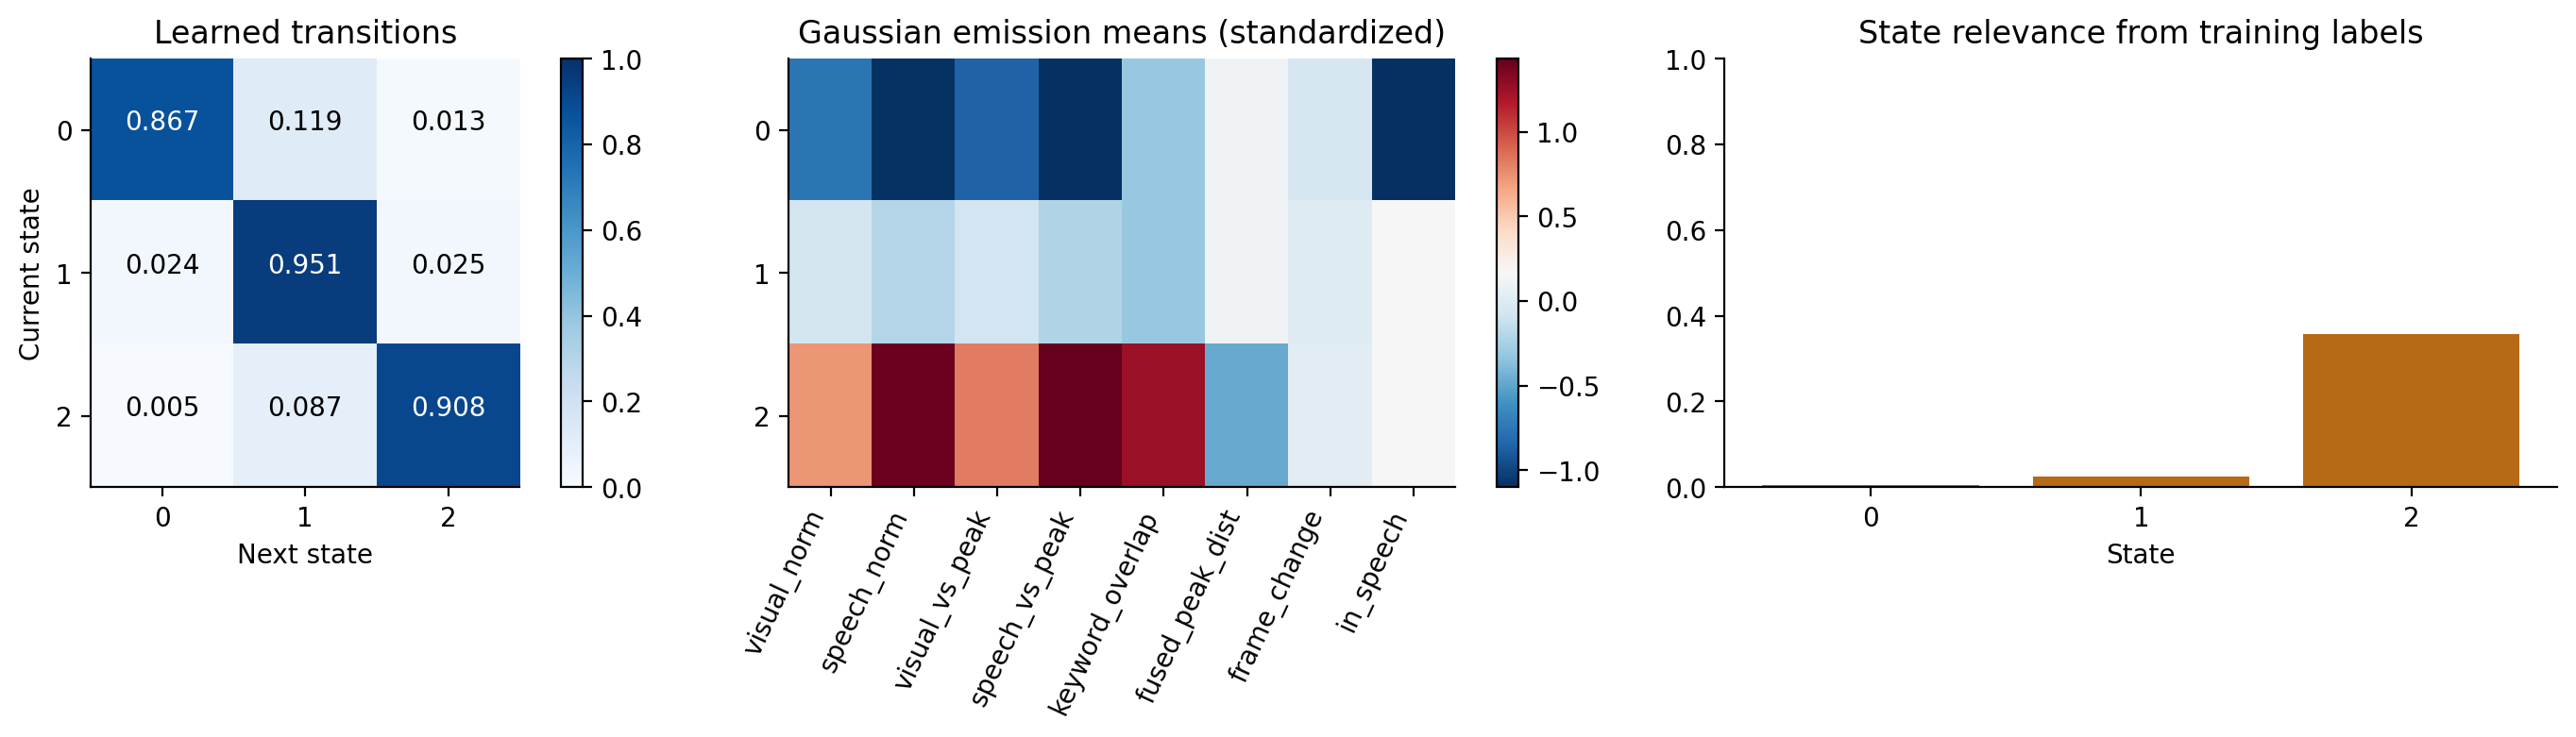 Learned transitions
Current state
0
1
2
0.867 0.119 0.013
0.024 0.951 0.025
0.005 0.087 0.908
0 1 2
Next state
1.0
0.8
0.6
0.4
0.2
0.0
Gaussian emission means (standardized)
0
1
2
visual_norm
speech_norm
visual_vs_peak
speech_vs_peak
keyword_overlap
fused_peak_dist
frame_change
in_speech
1.0
0.5
0.0
−0.5
−1.0
State relevance from training labels
1.0
0.8
0.6
0.4
0.2
0.0
0 1 2
State